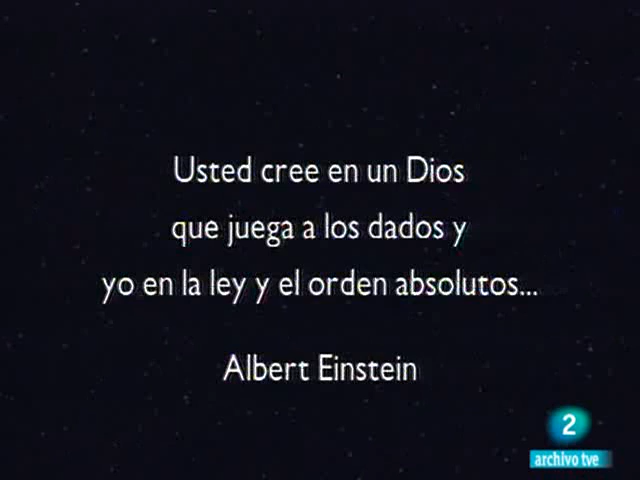 Usted cree en un Dios
que juega a los dados y
yo en la ley y el orden absolutos...
Albert Einstein
2
archivo tve